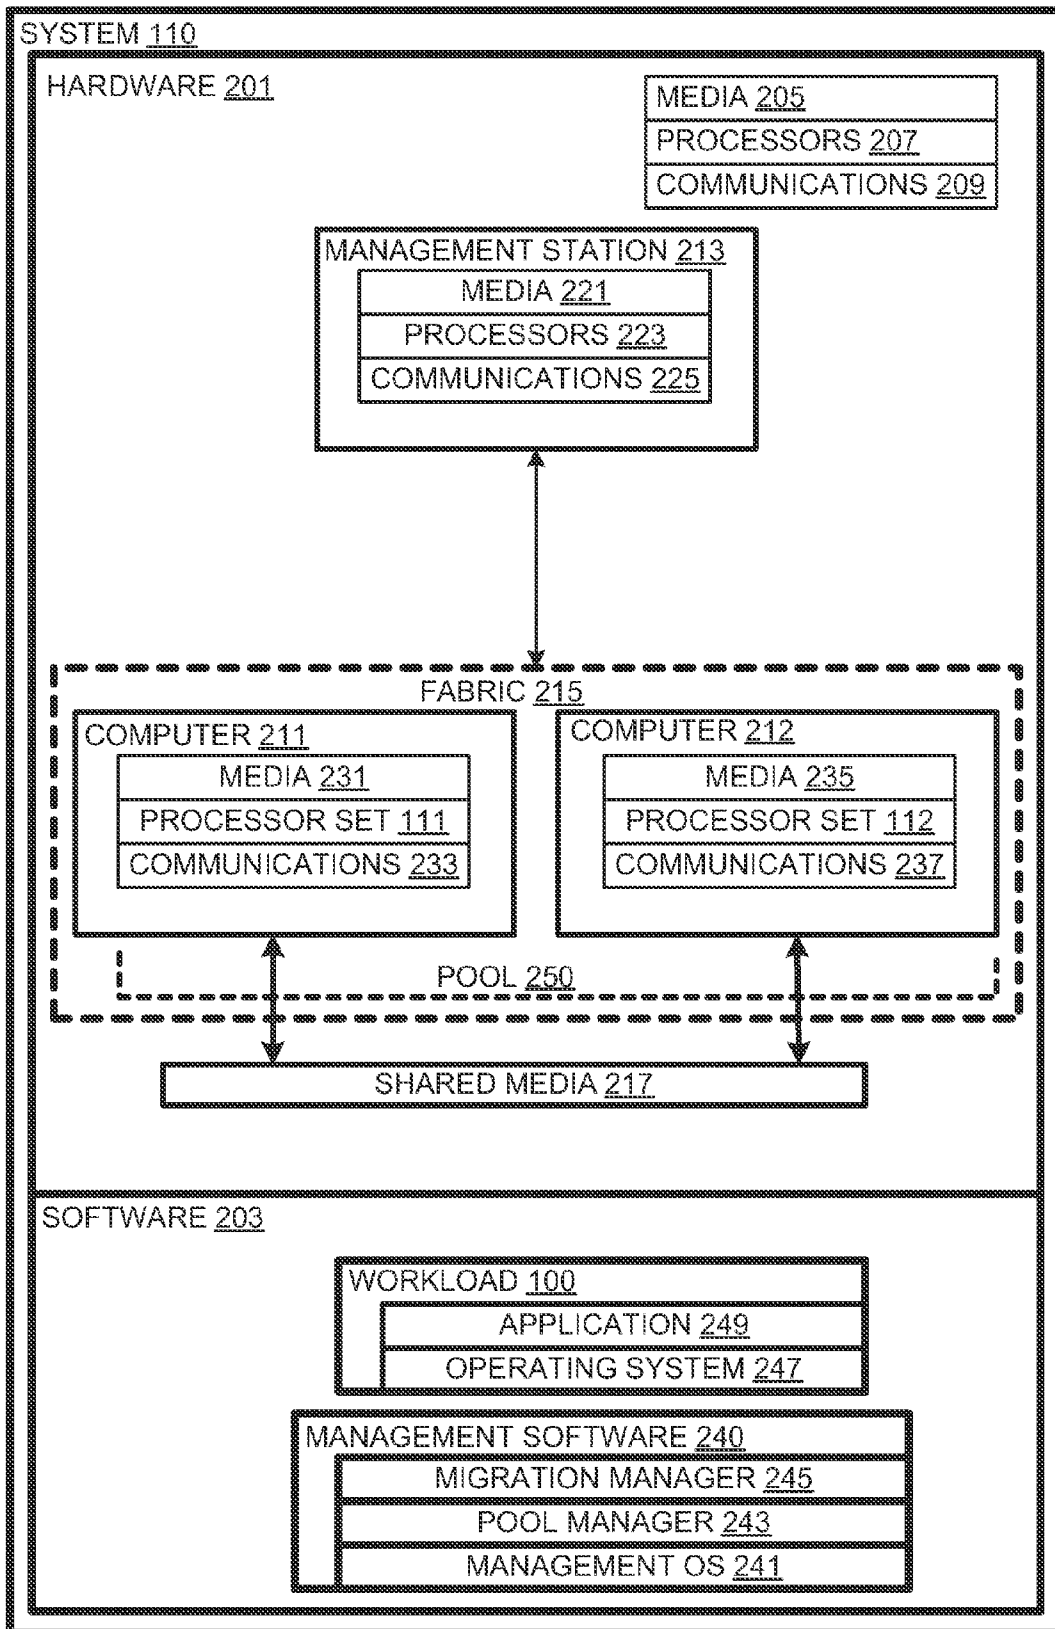 SYSTEM 110
HARDWARE 201
MEDIA 205
PROCESSORS 207
COMMUNICATIONS 209
MANAGEMENT STATION 213
MEDIA 221
PROCESSORS 223
COMMUNICATIONS 225
FABRIC 215
COMPUTER 211
MEDIA 231
PROCESSOR SET 111
COMMUNICATIONS 233
COMPUTER 212
MEDIA 235
PROCESSOR SET 112
COMMUNICATIONS 237
POOL 250
SHARED MEDIA 217
SOFTWARE 203
WORKLOAD 100
APPLICATION 249
OPERATING SYSTEM 247
MANAGEMENT SOFTWARE 240
MIGRATION MANAGER 245
POOL MANAGER 243
MANAGEMENT OS 241